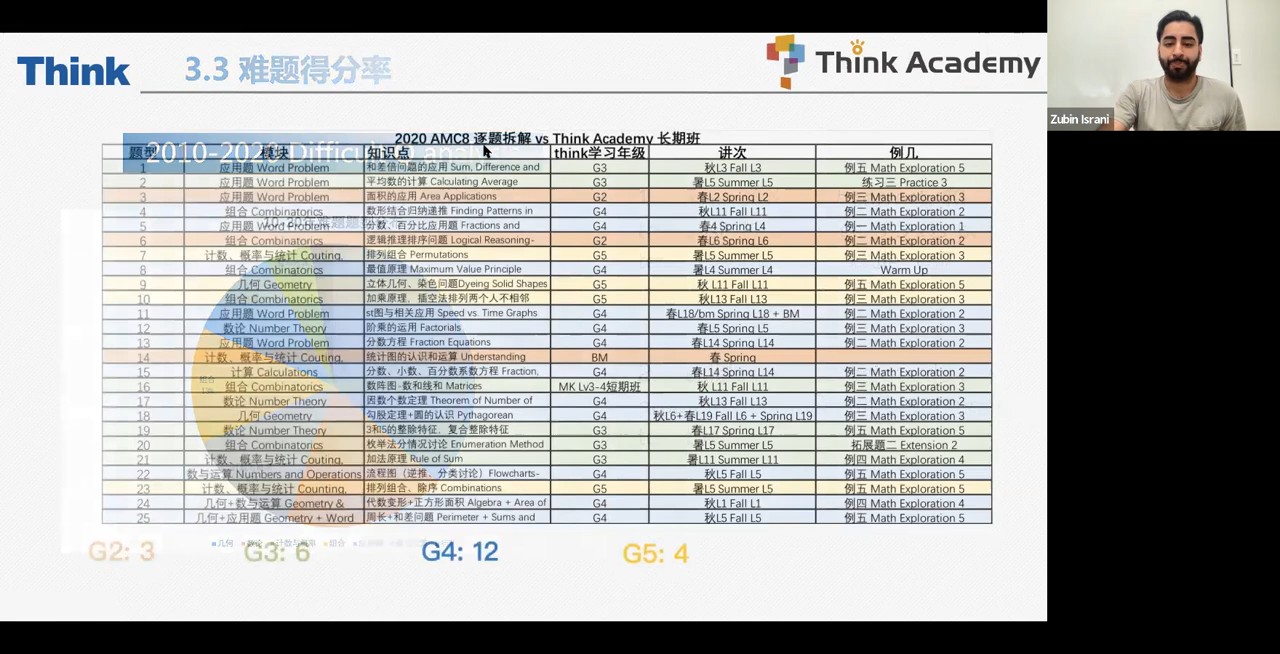 Think
3.3 难题得分率
Think Academy
Zubin Israni
2010-2020 Difficu
2020 AMC8 逐题拆解 vs Think Academy 长期班
题型 模块 知识点 think学习年级 讲次 例几
1 应用题 Word Problem 和差倍问题的应用 Sum, Difference and G3 秋L3 Fall L3 例五 Math Exploration 5
2 应用题 Word Problem 平均数的计算 Calculating Average G3 暑L5 Summer L5 练习三 Practice 3
3 应用题 Word Problem 面积的应用 Area Applications G2 春L2 Spring L2 例三 Math Exploration 3
4 组合 Combinatorics 数形结合归纳递推 Finding Patterns in G4 秋L11 Fall L11 例二 Math Exploration 2
5 应用题 Word Problem 分数、百分比应用题 Fractions and G4 春4 Spring L4 例一 Math Exploration 1
6 组合 Combinatorics 逻辑推理排序问题 Logical Reasoning- G2 春L6 Spring L6 例二 Math Exploration 2
7 计数、概率与统计 Couting, 排列组合 Permutations G5 暑L5 Summer L5 例三 Math Exploration 3
8 组合 Combinatorics 最值原理 Maximum Value Principle G4 暑L4 Summer L4 Warm Up
9 几何 Geometry 立体几何、染色问题Dyeing Solid Shapes G5 秋 L11 Fall L11 例五 Math Exploration 5
10 组合 Combinatorics 加乘原理，插空法排列两个人不相邻 G5 秋L13 Fall L13 例三 Math Exploration 3
11 应用题 Word Problem st图与相关应用 Speed vs. Time Graphs G4 春L18/bm Spring L18 + BM 例二 Math Exploration 2
12 数论 Number Theory 阶乘的运用 Factorials G4 春L5 Spring L5 例三 Math Exploration 3
13 应用题 Word Problem 分数方程 Fraction Equations G4 春L14 Spring L14 例二 Math Exploration 2
14 计数、概率与统计 Couting, 统计图的认识和运算 Understanding BM 春 Spring
15 计算 Calculations 分数、小数、百分数系数方程 Fraction, G4 春L14 Spring L14 例二 Math Exploration 2
16 组合 Combinatorics 数阵图-数和线和 Matrices MK Lv3-4短期班 秋 L11 Fall L11 例三 Math Exploration 3
17 数论 Number Theory 因数个数定理 Theorem of Number of G4 秋L13 Fall L13 例二 Math Exploration 2
18 几何 Geometry 勾股定理+圆的认识 Pythagorean G4 秋L6+春L19 Fall L6 + Spring L19 例三 Math Exploration 3
19 数论 Number Theory 3和5的整除特征，复合整除特征 G3 春L17 Spring L17 例五 Math Exploration 5
20 组合 Combinatorics 枚举法分情况讨论 Enumeration Method G3 暑L5 Summer L5 拓展题二 Extension 2
21 计数、概率与统计 Couting, 加法原理 Rule of Sum G3 暑L11 Summer L11 例四 Math Exploration 4
22 数与运算 Numbers and Operations 流程图（逆推、分类讨论）Flowcharts- G4 秋L5 Fall L5 例五 Math Exploration 5
23 计数、概率与统计 Counting, 排列组合、除序 Combinations G5 暑L5 Summer L5 例五 Math Exploration 5
24 几何+数与运算 Geometry & 代数变形+正方形面积 Algebra + Area of G4 秋L1 Fall L1 例四 Math Exploration 4
25 几何+应用题 Geometry + Word 周长+和差问题 Perimeter + Sums and G4 秋L5 Fall L5 例五 Math Exploration 5
G2: 3 G3: 6 G4: 12 G5: 4